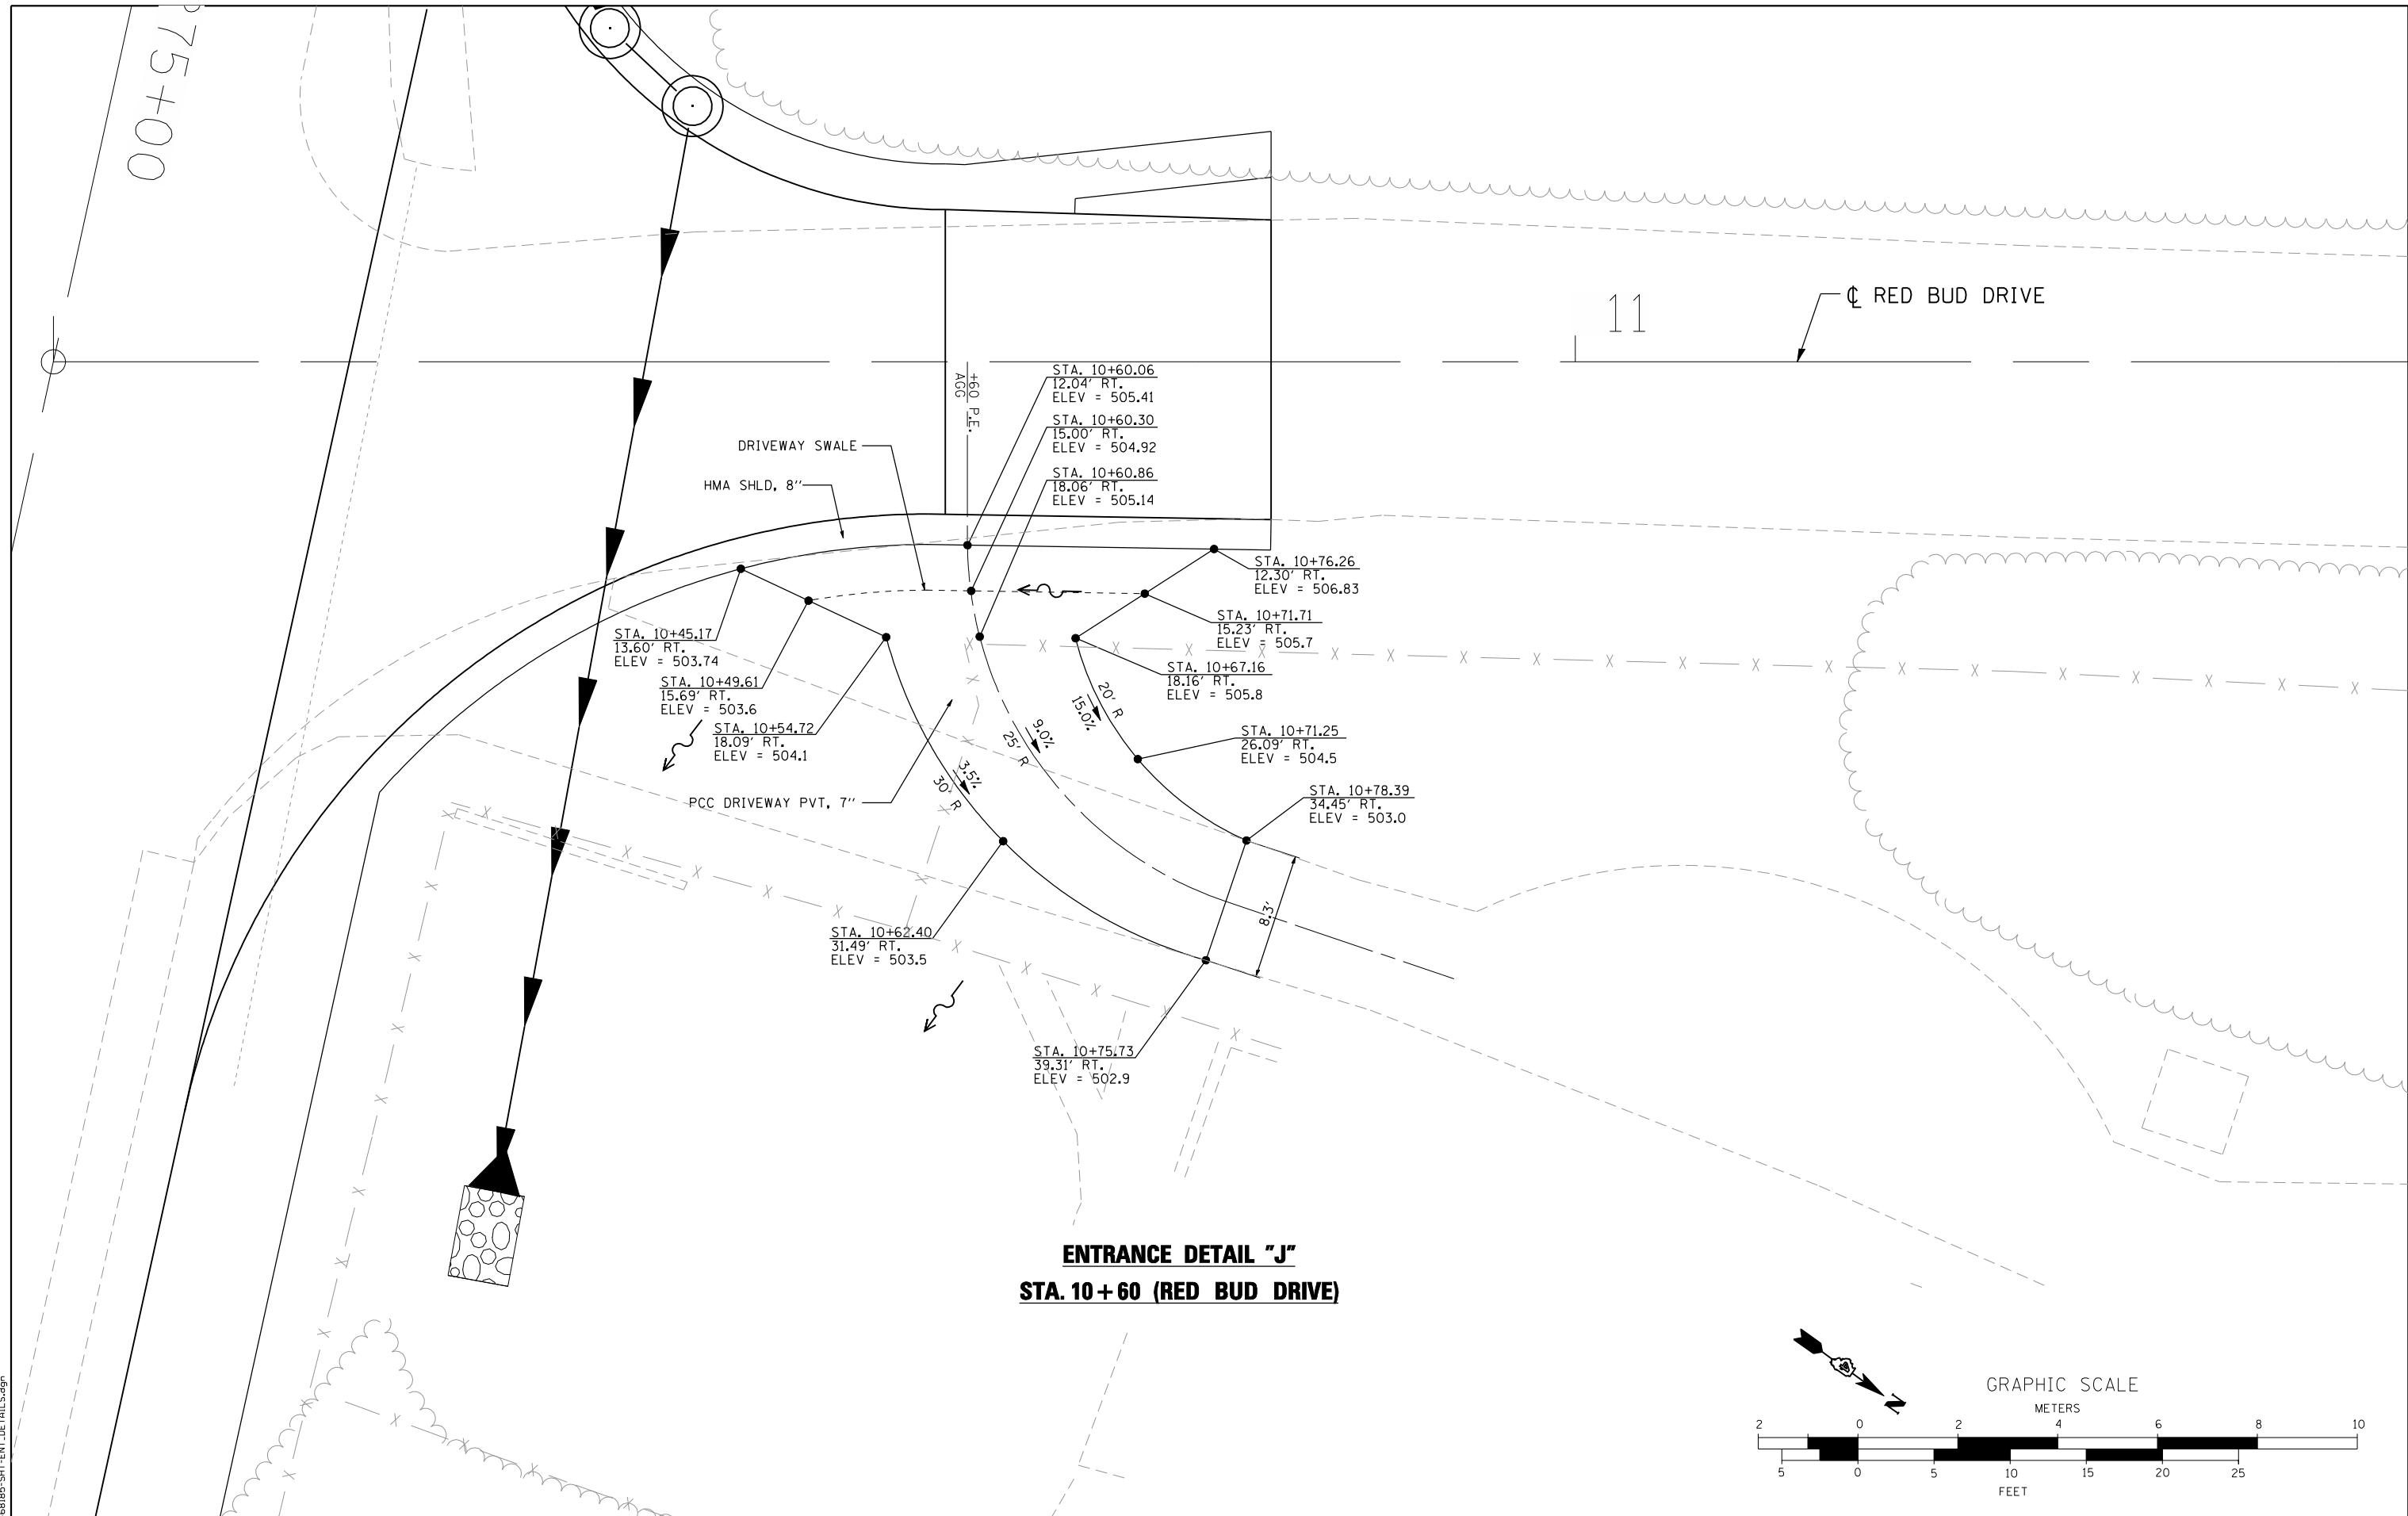 75+00
11
℄ RED BUD DRIVE
+60 P.E.
AGG
STA. 10+60.06
12.04' RT.
ELEV = 505.41
STA. 10+60.30
15.00' RT.
ELEV = 504.92
STA. 10+60.86
18.06' RT.
ELEV = 505.14
DRIVEWAY SWALE
HMA SHLD, 8"
STA. 10+76.26
12.30' RT.
ELEV = 506.83
STA. 10+71.71
15.23' RT.
ELEV = 505.7
STA. 10+67.16
18.16' RT.
ELEV = 505.8
STA. 10+45.17
13.60' RT.
ELEV = 503.74
STA. 10+49.61
15.69' RT.
ELEV = 503.6
STA. 10+54.72
18.09' RT.
ELEV = 504.1
20' R
15.0%
9.0%
25' R
3.5%
30' R
STA. 10+71.25
26.09' RT.
ELEV = 504.5
STA. 10+78.39
34.45' RT.
ELEV = 503.0
PCC DRIVEWAY PVT, 7"
8.3'
STA. 10+62.40
31.49' RT.
ELEV = 503.5
STA. 10+75.73
39.31' RT.
ELEV = 502.9
ENTRANCE DETAIL "J"
STA. 10+60 (RED BUD DRIVE)
N
GRAPHIC SCALE
METERS
2 0 2 4 6 8 10
5 0 5 10 15 20 25
FEET